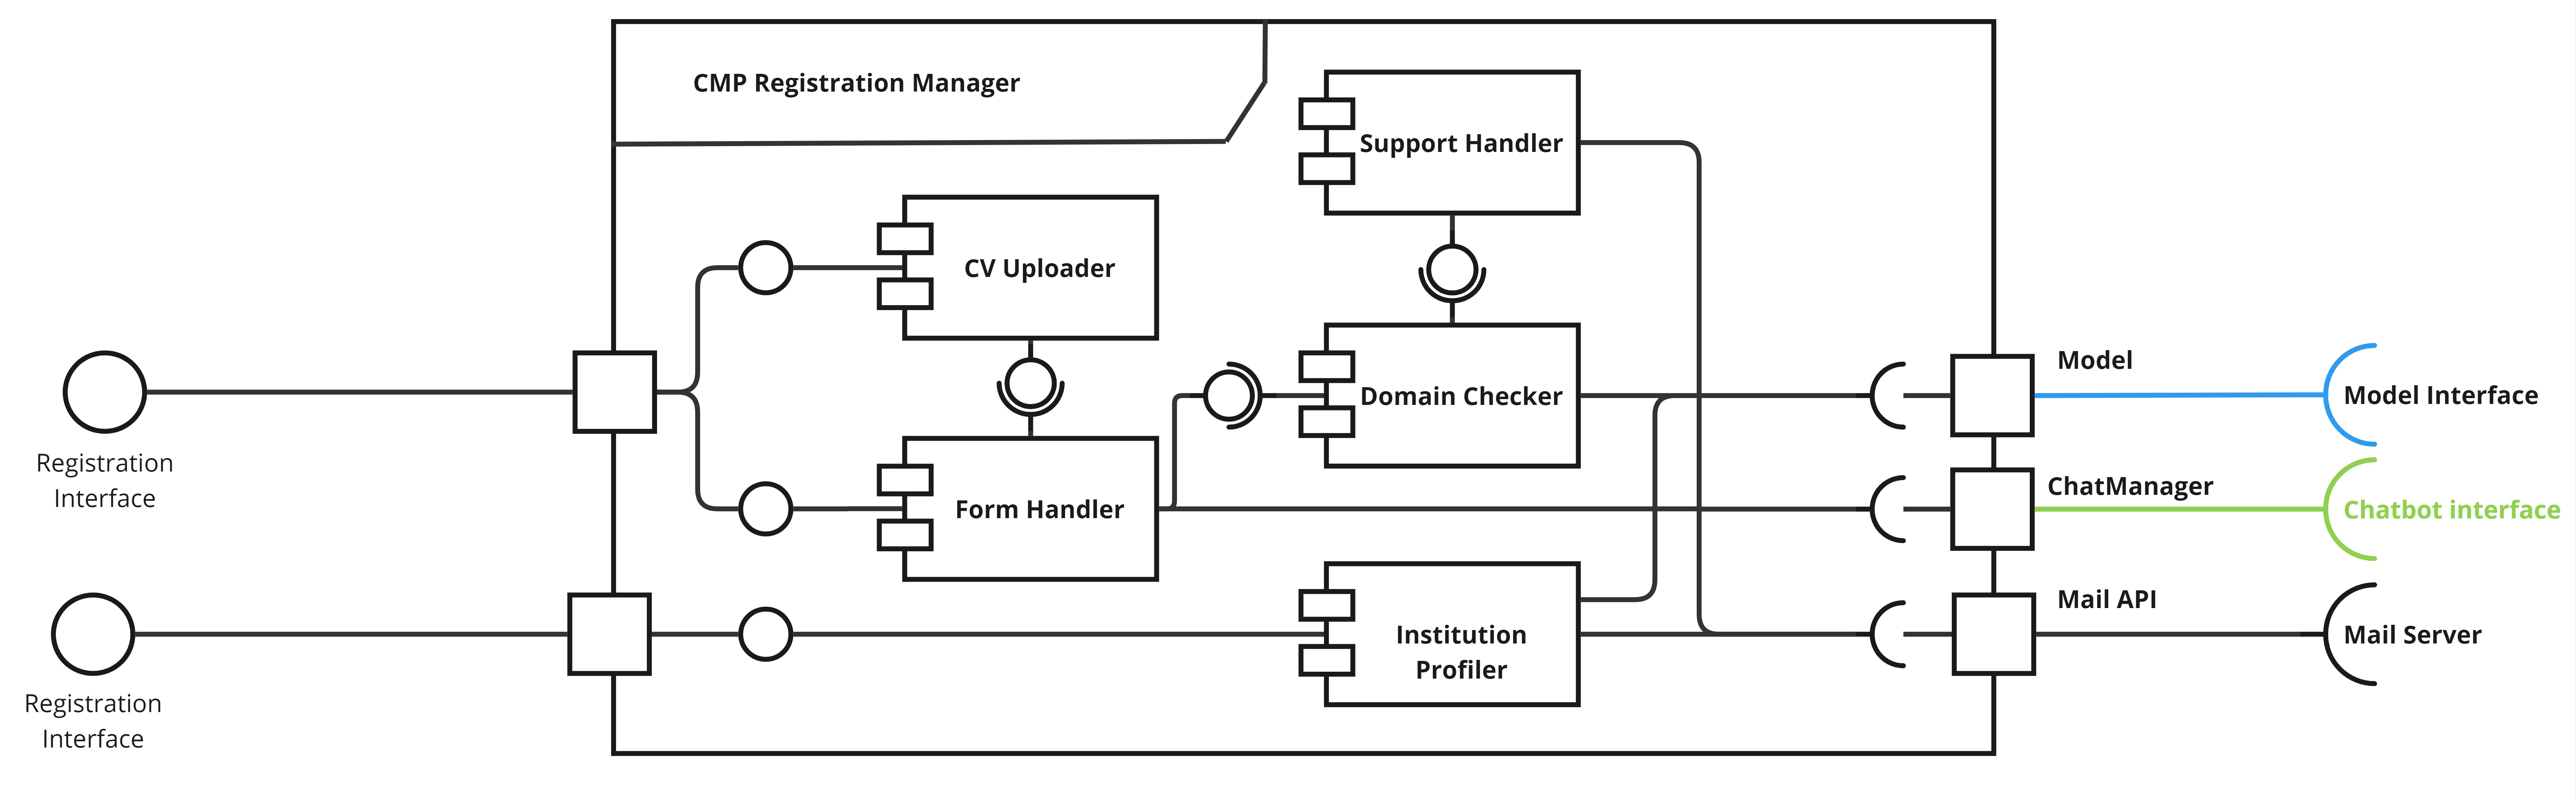 CMP Registration Manager
Support Handler
CV Uploader
Model
Domain Checker
Model Interface
Registration
Interface
ChatManager
Form Handler
Chatbot interface
Mail API
Institution
Profiler
Mail Server
Registration
Interface